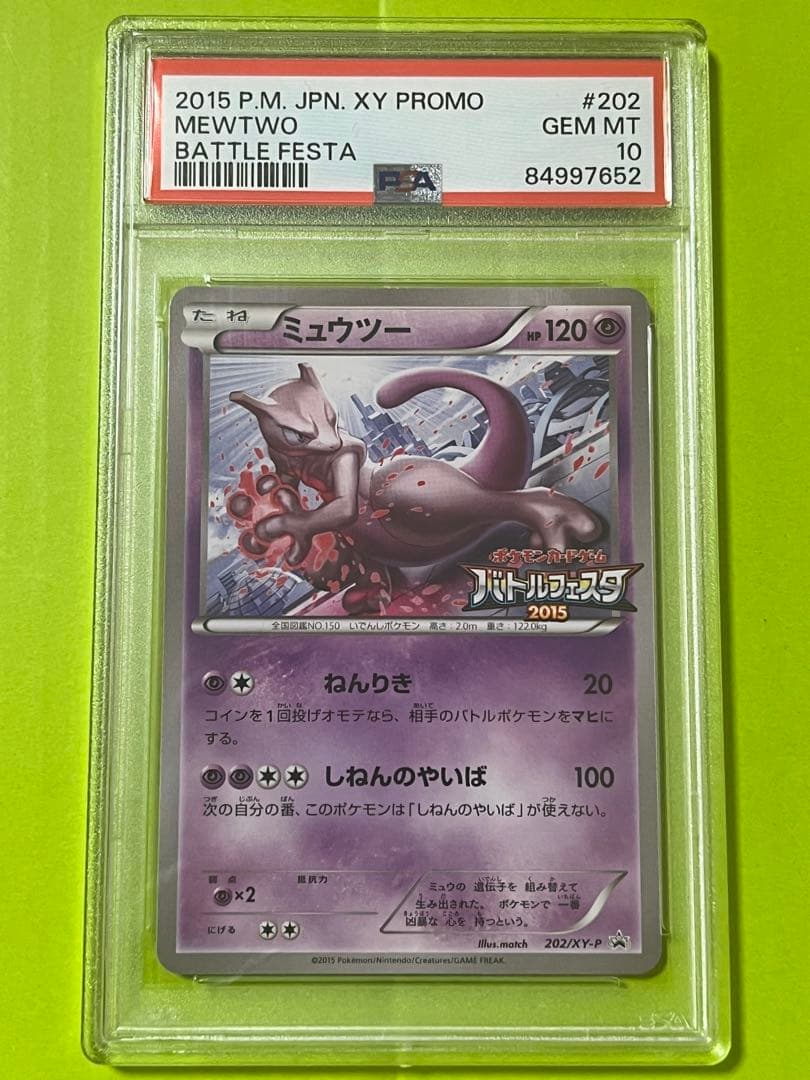 2015 P.M. JPN. XY PROMO #202
MEWTWO GEM MT
BATTLE FESTA 10
PSA 84997652
たね ミュウツー HP120
ポケモンカードゲーム
バトルフェスタ
2015
全国図鑑NO.150 いでんしポケモン 高さ:2.0m 重さ:122.0kg
ねんりき 20
コインを1回投げオモテなら、相手のバトルポケモンをマヒに
する。
しねんのやいば 100
次の自分の番、このポケモンは「しねんのやいば」が使えない。
弱点 抵抗力
×2
にげる
ミュウの 遺伝子を 組み替えて
生み出された。 ポケモンで 一番
凶暴な 心を 持つという。
Illus.match 202/XY-P
©2015 Pokémon/Nintendo/Creatures/GAME FREAK.